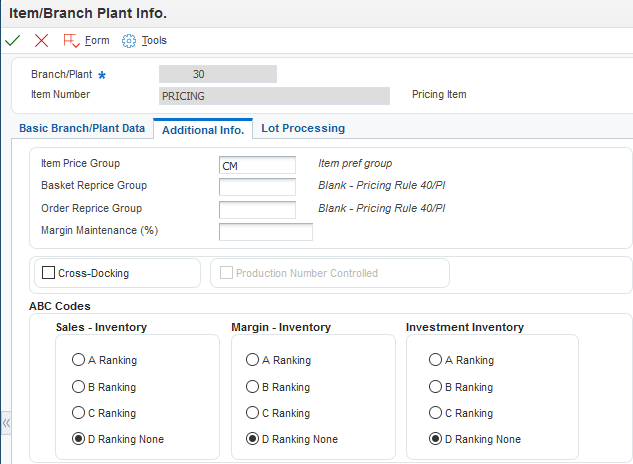 Item/Branch Plant Info.
Form Tools
Branch/Plant * 30
Item Number PRICING Pricing Item
Basic Branch/Plant Data Additional Info. Lot Processing
Item Price Group CM Item pref group
Basket Reprice Group Blank - Pricing Rule 40/PI
Order Reprice Group Blank - Pricing Rule 40/PI
Margin Maintenance (%)
Cross-Docking Production Number Controlled
ABC Codes
Sales - Inventory Margin - Inventory Investment Inventory
A Ranking A Ranking A Ranking
B Ranking B Ranking B Ranking
C Ranking C Ranking C Ranking
D Ranking None D Ranking None D Ranking None